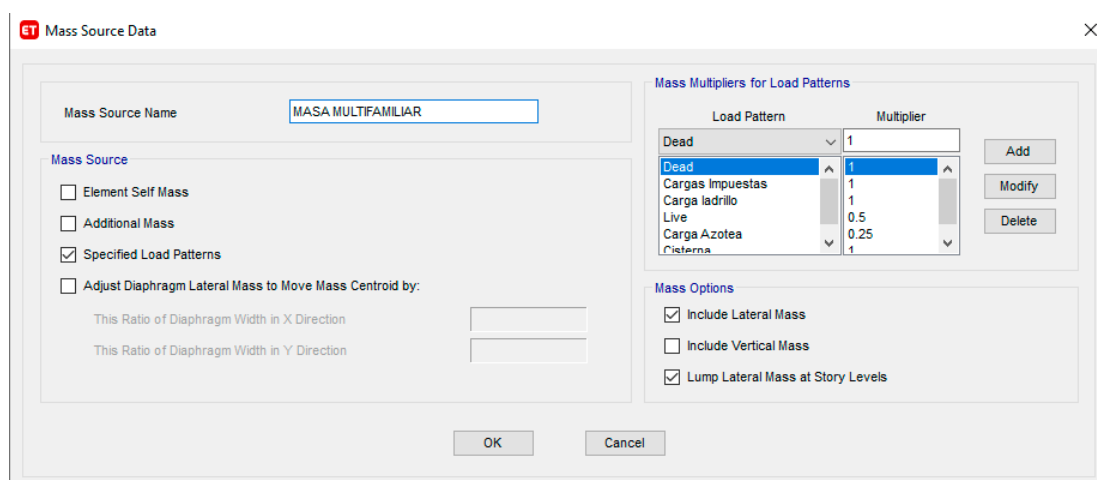 ET Mass Source Data
Mass Source Name MASA MULTIFAMILIAR
Mass Source
Element Self Mass
Additional Mass
Specified Load Patterns
Adjust Diaphragm Lateral Mass to Move Mass Centroid by:
This Ratio of Diaphragm Width in X Direction
This Ratio of Diaphragm Width in Y Direction
Mass Multipliers for Load Patterns
Load Pattern Multiplier
Dead 1
Dead 1
Cargas Impuestas 1
Carga ladrillo 1
Live 0.5
Carga Azotea 0.25
Cisterna 1
Add
Modify
Delete
Mass Options
Include Lateral Mass
Include Vertical Mass
Lump Lateral Mass at Story Levels
OK Cancel